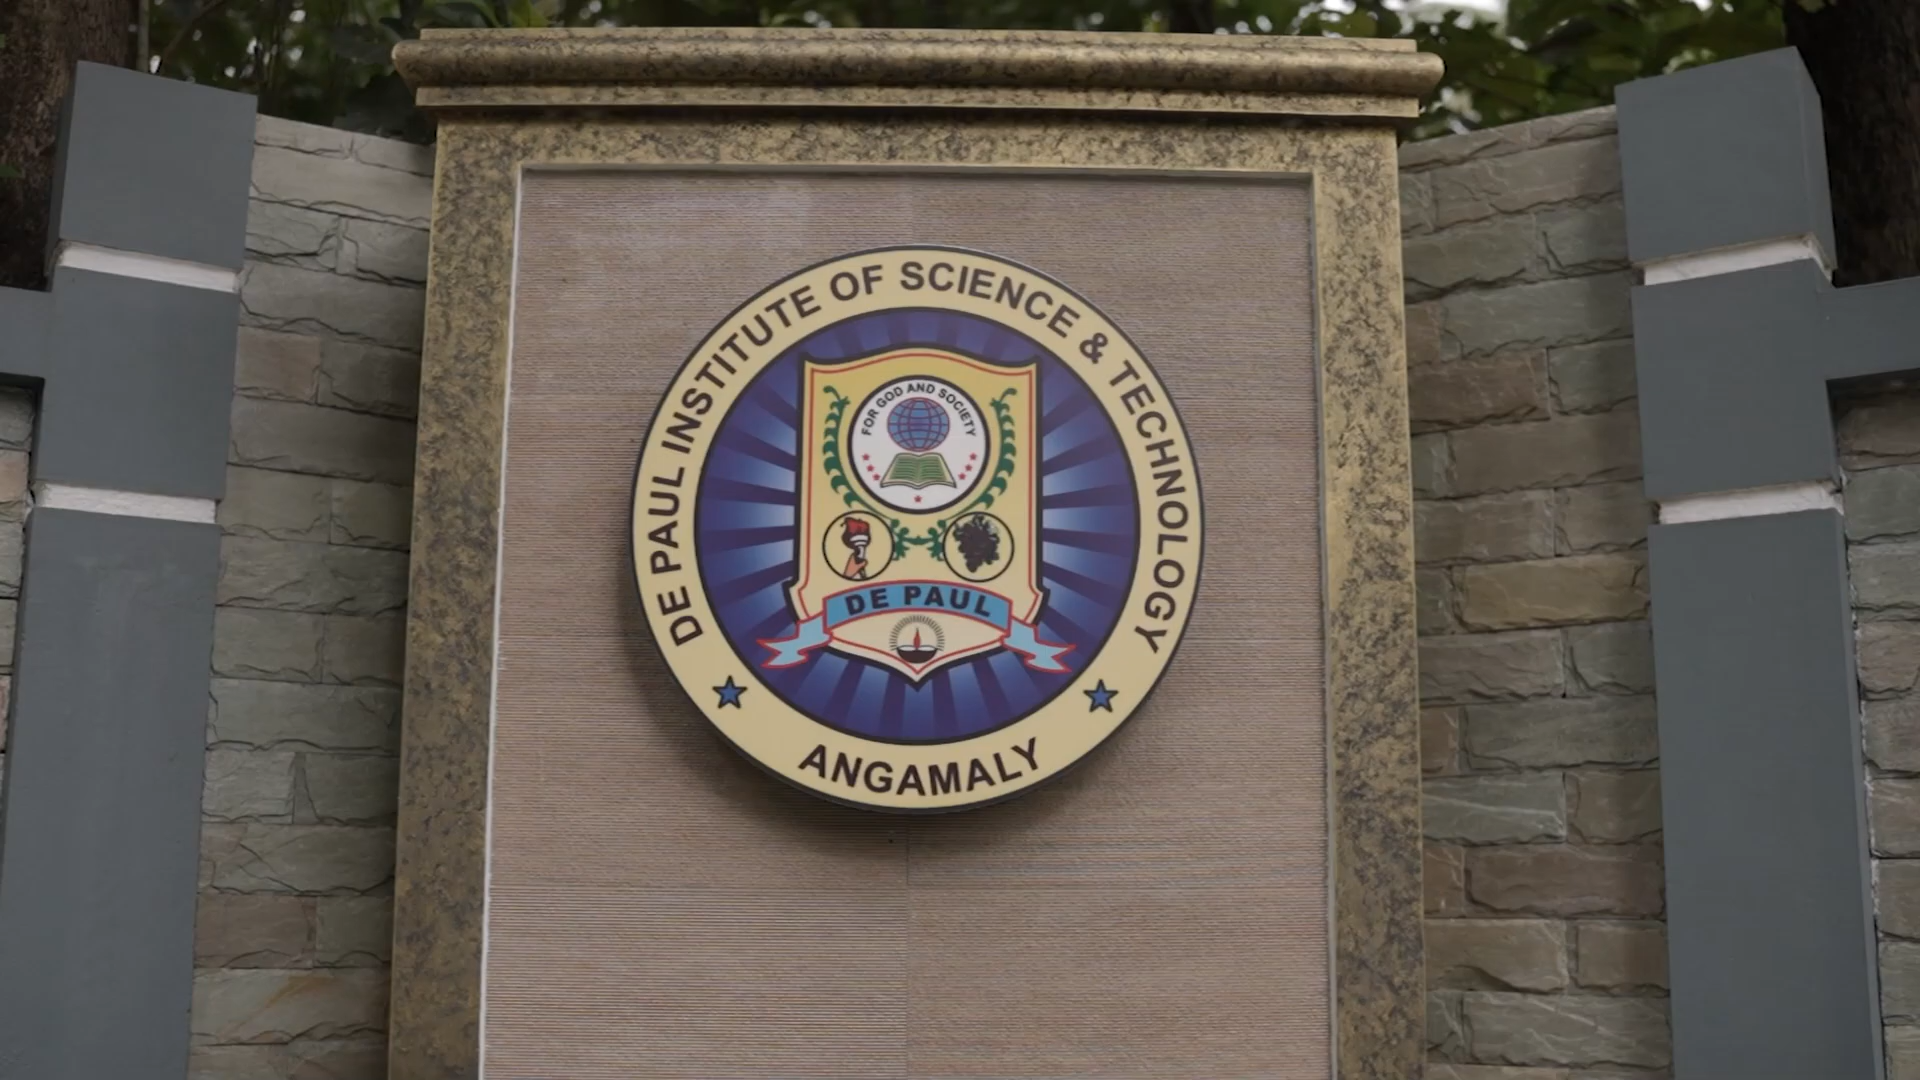 DE PAUL INSTITUTE OF SCIENCE & TECHNOLOGY
FOR GOD AND SOCIETY
DE PAUL
ANGAMALY